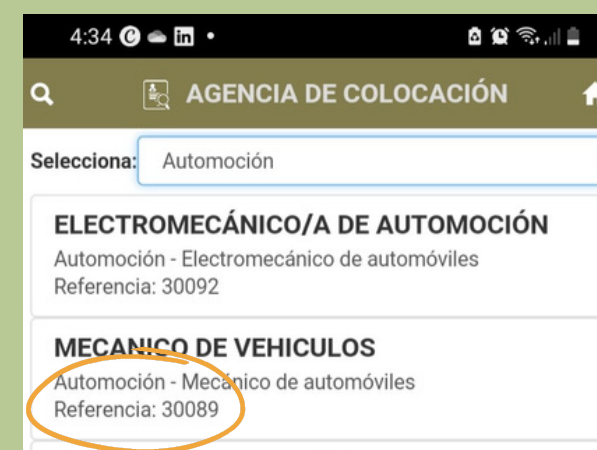 4:34
AGENCIA DE COLOCACIÓN
Selecciona: Automoción
ELECTROMECÁNICO/A DE AUTOMOCIÓN
Automoción - Electromecánico de automóviles
Referencia: 30092
MECANICO DE VEHICULOS
Automoción - Mecánico de automóviles
Referencia: 30089